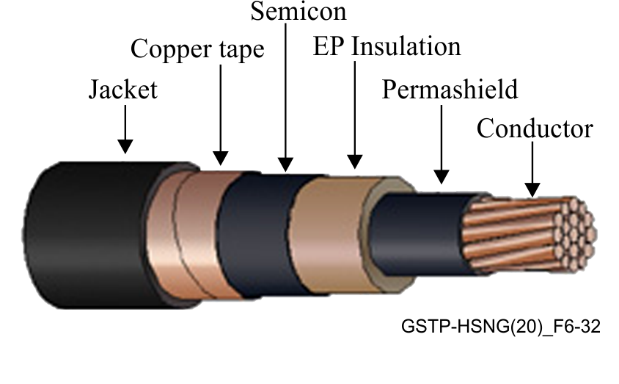 Semicon
Copper tape
EP Insulation
Jacket
Permashield
Conductor
GSTP-HSNG(20)_F6-32